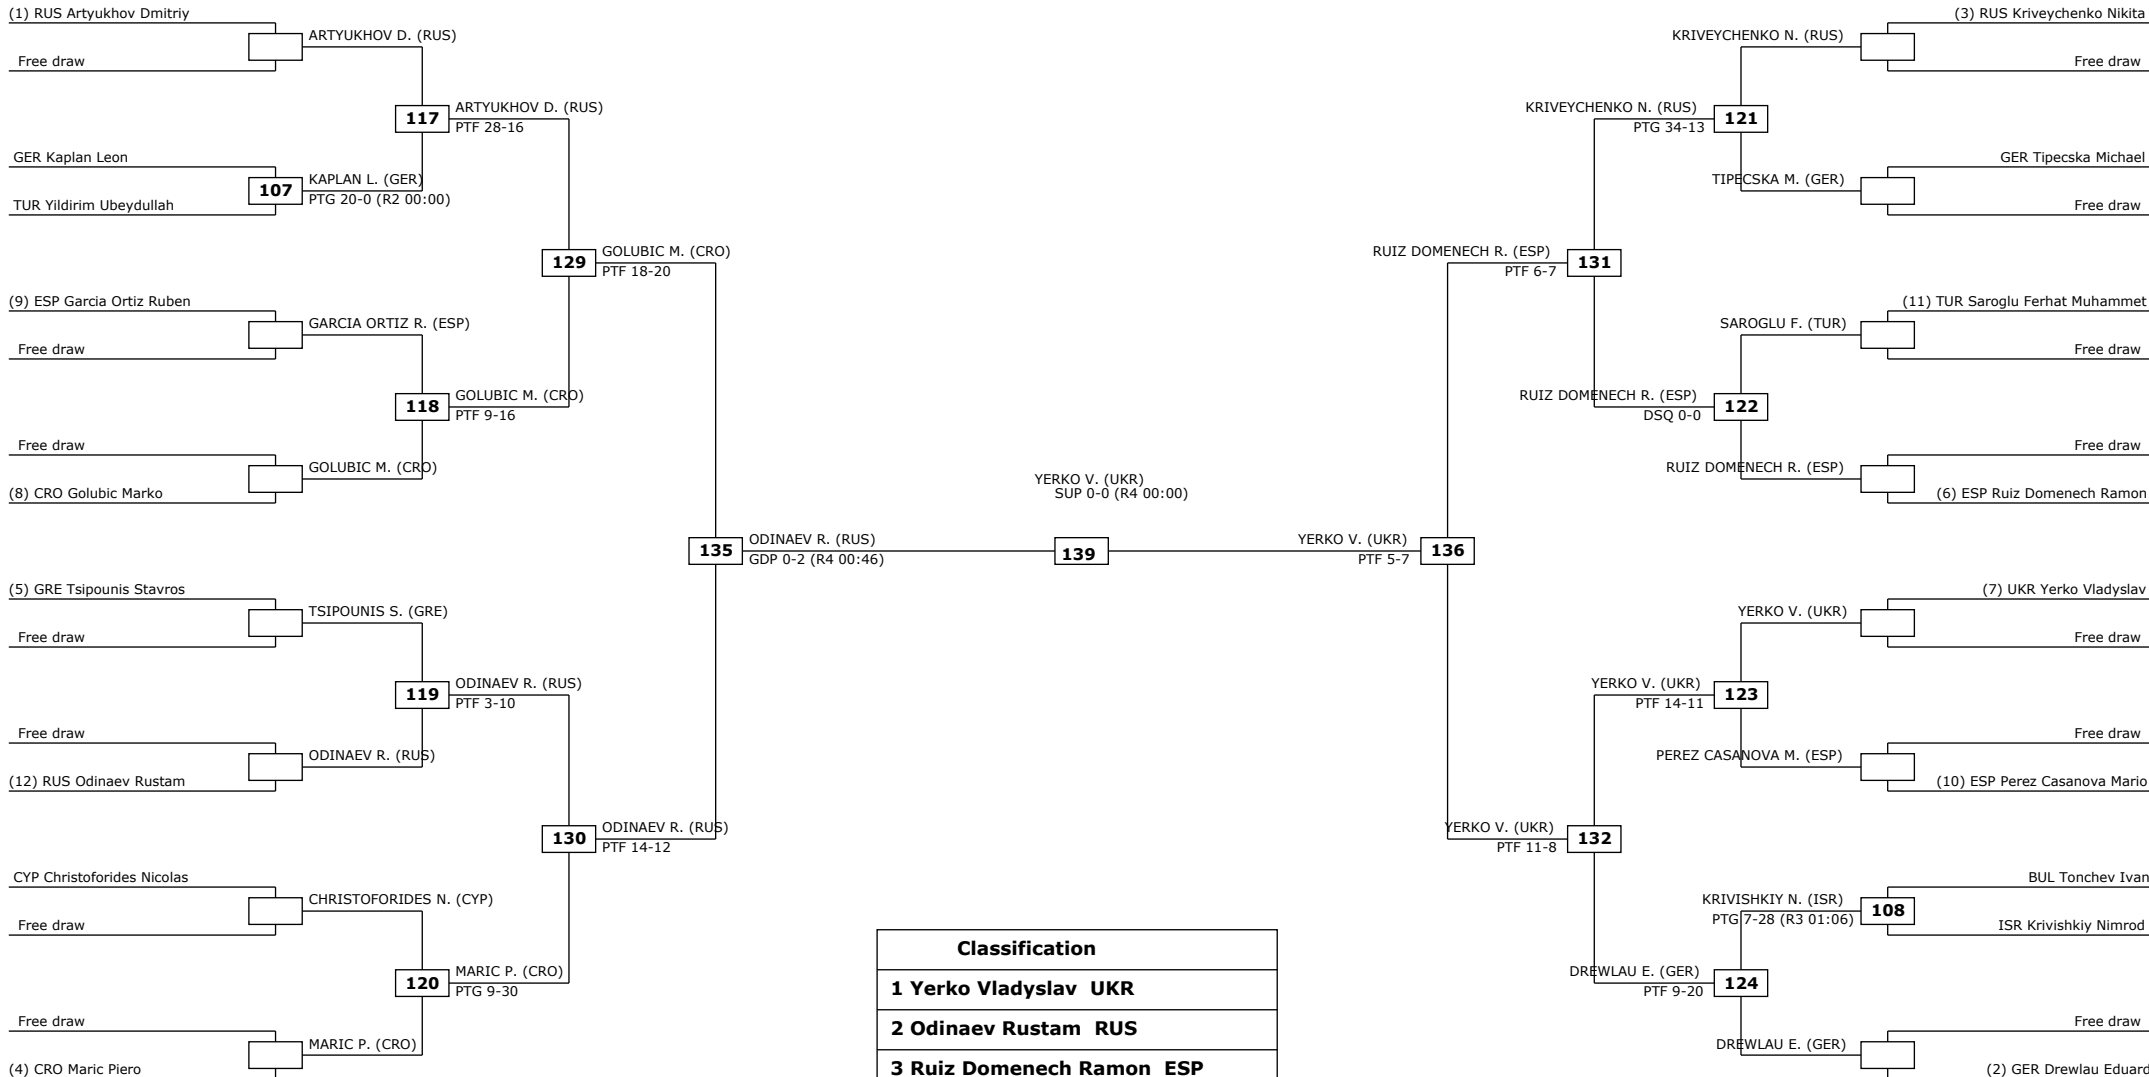 (1) RUS Artyukhov Dmitriy
ARTYUKHOV D. (RUS)
Free draw
ARTYUKHOV D. (RUS)
117
PTF 28-16
GER Kaplan Leon
KAPLAN L. (GER)
107
PTG 20-0 (R2 00:00)
TUR Yildirim Ubeydullah
GOLUBIC M. (CRO)
129
PTF 18-20
(9) ESP Garcia Ortiz Ruben
GARCIA ORTIZ R. (ESP)
Free draw
GOLUBIC M. (CRO)
118
PTF 9-16
Free draw
GOLUBIC M. (CRO)
(8) CRO Golubic Marko
ODINAEV R. (RUS)
135
GDP 0-2 (R4 00:46)
(5) GRE Tsipounis Stavros
TSIPOUNIS S. (GRE)
Free draw
ODINAEV R. (RUS)
119
PTF 3-10
Free draw
ODINAEV R. (RUS)
(12) RUS Odinaev Rustam
ODINAEV R. (RUS)
130
PTF 14-12
CYP Christoforides Nicolas
CHRISTOFORIDES N. (CYP)
Free draw
MARIC P. (CRO)
120
PTG 9-30
Free draw
MARIC P. (CRO)
(4) CRO Maric Piero
YERKO V. (UKR)
SUP 0-0 (R4 00:00)
139
Classification
1 Yerko Vladyslav UKR
2 Odinaev Rustam RUS
3 Ruiz Domenech Ramon ESP
(3) RUS Kriveychenko Nikita
KRIVEYCHENKO N. (RUS)
Free draw
KRIVEYCHENKO N. (RUS)
121
PTG 34-13
GER Tipecska Michael
TIPECSKA M. (GER)
Free draw
RUIZ DOMENECH R. (ESP)
131
PTF 6-7
(11) TUR Saroglu Ferhat Muhammet
SAROGLU F. (TUR)
Free draw
RUIZ DOMENECH R. (ESP)
122
DSQ 0-0
Free draw
RUIZ DOMENECH R. (ESP)
(6) ESP Ruiz Domenech Ramon
YERKO V. (UKR)
136
PTF 5-7
(7) UKR Yerko Vladyslav
YERKO V. (UKR)
Free draw
YERKO V. (UKR)
123
PTF 14-11
Free draw
PEREZ CASANOVA M. (ESP)
(10) ESP Perez Casanova Mario
YERKO V. (UKR)
132
PTF 11-8
BUL Tonchev Ivan
KRIVISHKIY N. (ISR)
108
PTG 7-28 (R3 01:06)
ISR Krivishkiy Nimrod
DREWLAU E. (GER)
124
PTF 9-20
Free draw
DREWLAU E. (GER)
(2) GER Drewlau Eduard